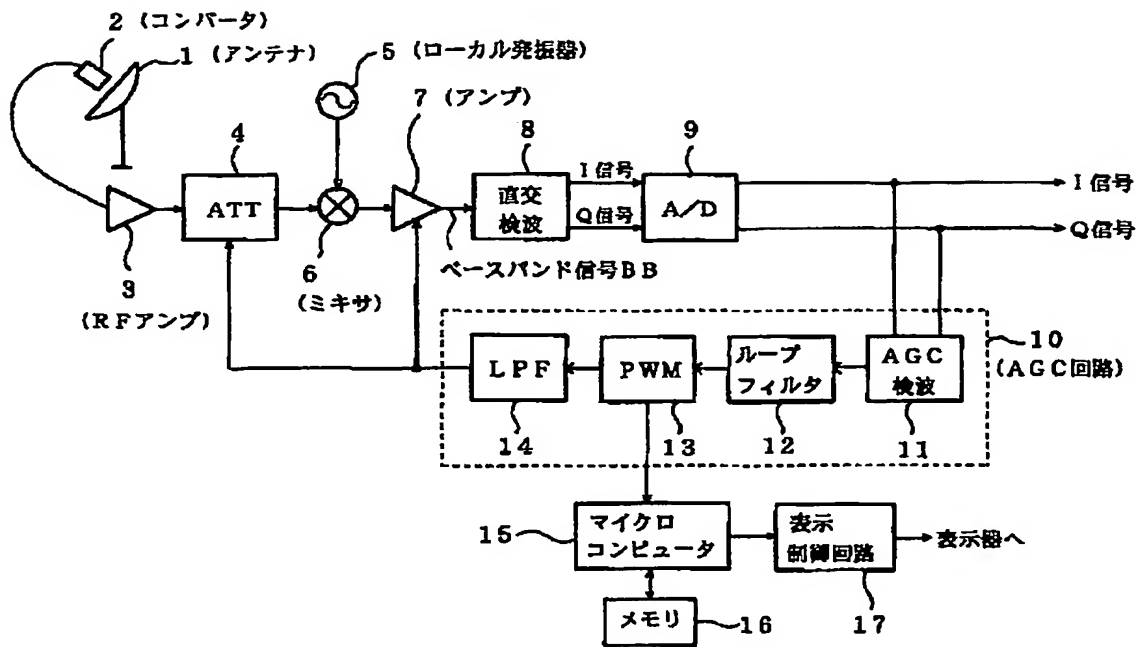 2 (コンバータ)
1 (アンテナ)
5 (ローカル発振器)
7 (アンプ)
4
8
9
ATT
直交
検波
I信号
Q信号
A/D
I信号
Q信号
3
(RFアンプ)
6
(ミキサ)
ベースバンド信号BB
10
(AGC回路)
LPF
PWM
ループ
フィルタ
AGC
検波
14
13
12
11
15
マイクロ
コンピュータ
表示
制御回路
表示器へ
メモリ
16
17